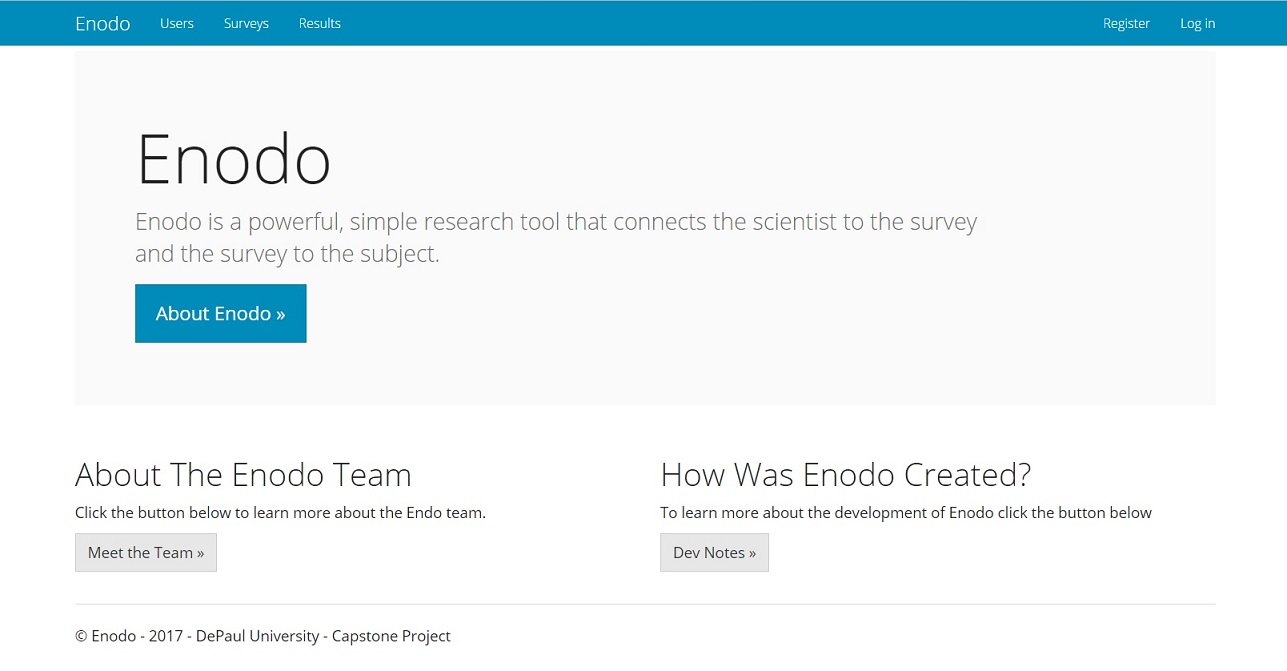 Enodo Users Surveys Results Register Log in
Enodo
Enodo is a powerful, simple research tool that connects the scientist to the survey
and the survey to the subject.
About Enodo »
About The Enodo Team
Click the button below to learn more about the Endo team.
Meet the Team »
How Was Enodo Created?
To learn more about the development of Enodo click the button below
Dev Notes »
© Enodo - 2017 - DePaul University - Capstone Project